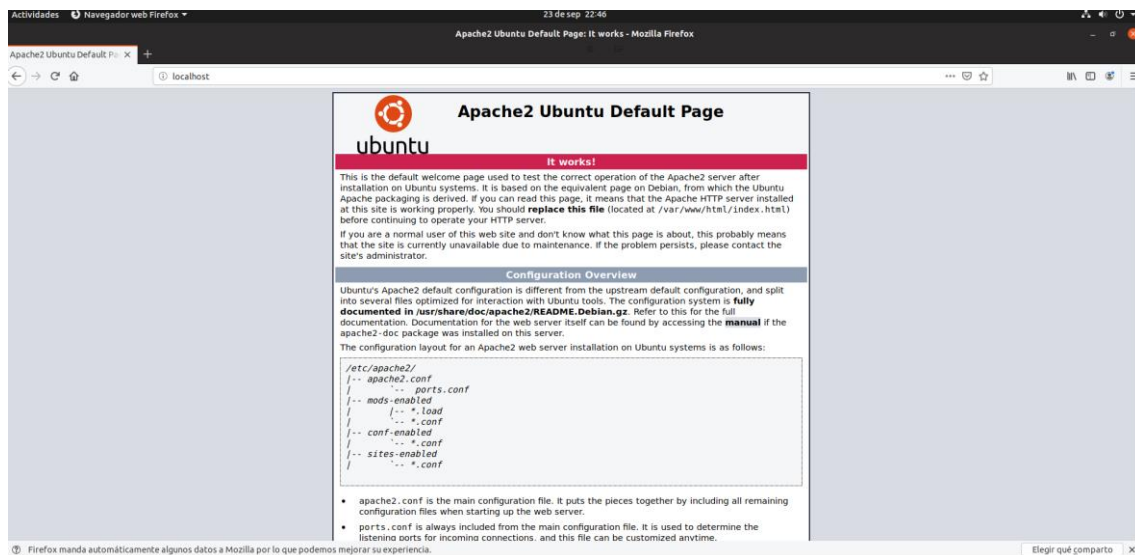 Actividades Navegador web Firefox
23 de sep 22:46
Apache2 Ubuntu Default Page: It works - Mozilla Firefox
Apache2 Ubuntu Default Pa
localhost
ubuntu
Apache2 Ubuntu Default Page
It works!
This is the default welcome page used to test the correct operation of the Apache2 server after
installation on Ubuntu systems. It is based on the equivalent page on Debian, from which the Ubuntu
Apache packaging is derived. If you can read this page, it means that the Apache HTTP server installed
at this site is working properly. You should replace this file (located at /var/www/html/index.html)
before continuing to operate your HTTP server.
If you are a normal user of this web site and don't know what this page is about, this probably means
that the site is currently unavailable due to maintenance. If the problem persists, please contact the
site's administrator.
Configuration Overview
Ubuntu's Apache2 default configuration is different from the upstream default configuration, and split
into several files optimized for interaction with Ubuntu tools. The configuration system is fully
documented in /usr/share/doc/apache2/README.Debian.gz. Refer to this for the full
documentation. Documentation for the web server itself can be found by accessing the manual if the
apache2-doc package was installed on this server.
The configuration layout for an Apache2 web server installation on Ubuntu systems is as follows:
/etc/apache2/
|-- apache2.conf
|       `--  ports.conf
|-- mods-enabled
|       |-- *.load
|       `-- *.conf
|-- conf-enabled
|       `-- *.conf
|-- sites-enabled
|       `-- *.conf
• apache2.conf is the main configuration file. It puts the pieces together by including all remaining
configuration files when starting up the web server.
• ports.conf is always included from the main configuration file. It is used to determine the
listening ports for incoming connections, and this file can be customized anytime.
Firefox manda automáticamente algunos datos a Mozilla por lo que podemos mejorar su experiencia.
Elegir qué comparto